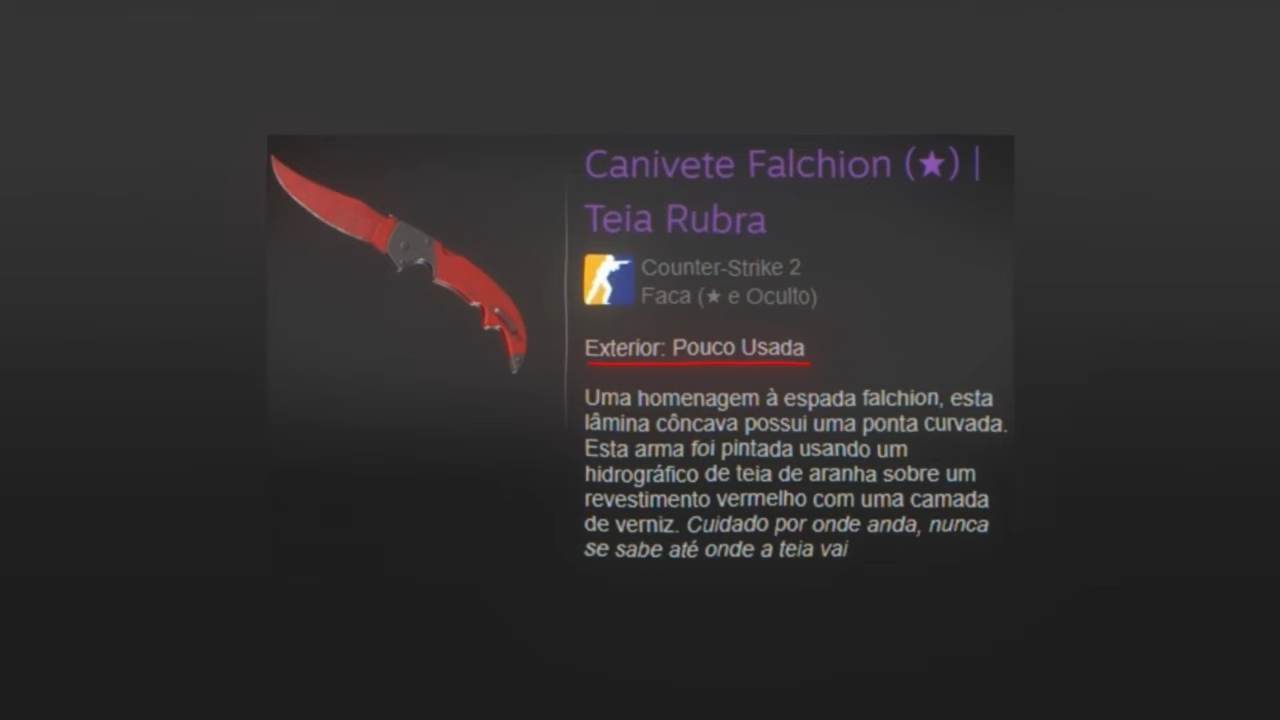 Canivete Falchion (★) |
Teia Rubra
Counter-Strike 2
Faca (★ e Oculto)
Exterior: Pouco Usada
Uma homenagem à espada falchion, esta
lâmina côncava possui uma ponta curvada.
Esta arma foi pintada usando um
hidrográfico de teia de aranha sobre um
revestimento vermelho com uma camada
de verniz. Cuidado por onde anda, nunca
se sabe até onde a teia vai